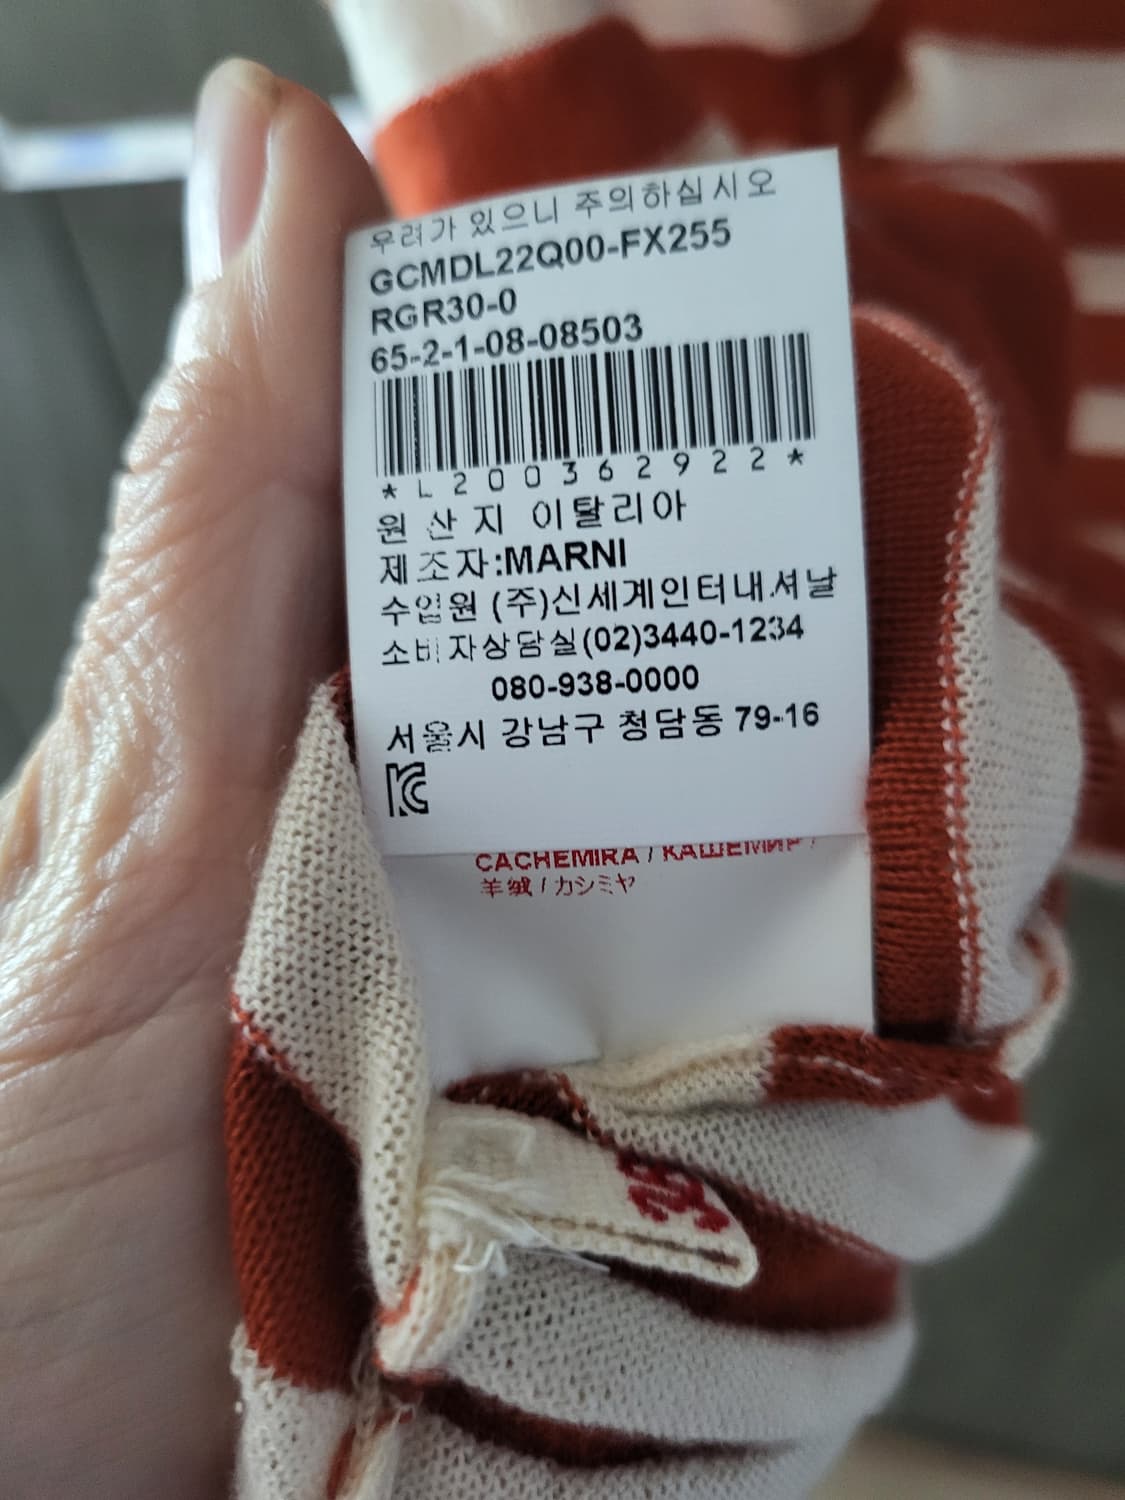 우려가 있으니 주의하십시오
GCMDL22Q00-FX255
RGR30-0
65-2-1-08-08503
*L200362922*
원 산 지 이탈리아
제조자:MARNI
수입원 (주)신세계인터내셔날
소비자상담실(02)3440-1234
080-938-0000
서울시 강남구 청담동 79-16
KC
CACHEMIRA / КАШЕМИР /
羊绒 / カシミヤ